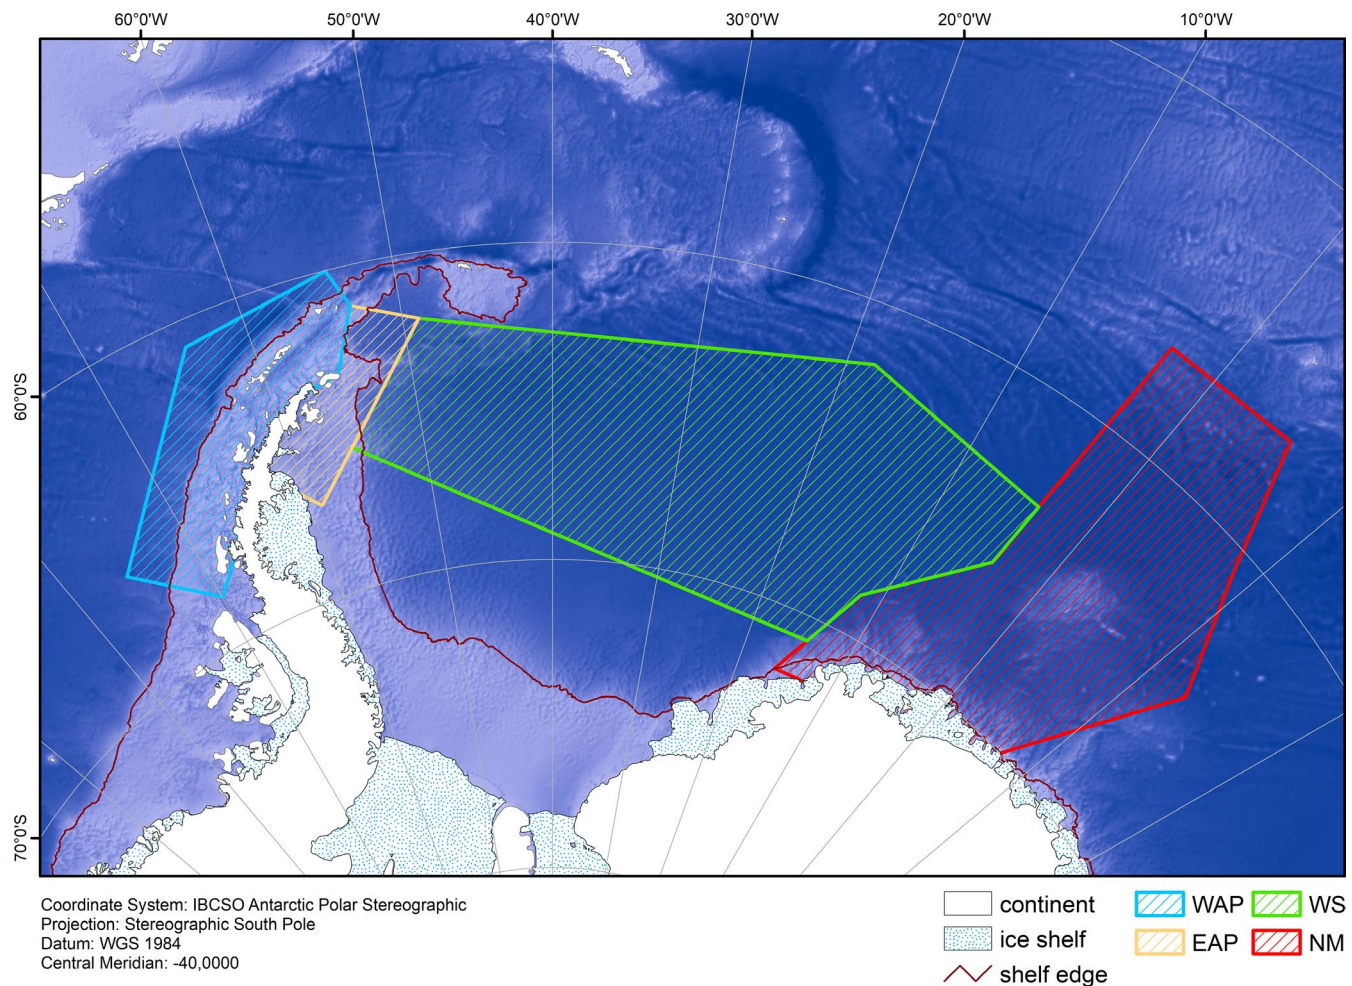 60°0'W 50°0'W 40°0'W 30°0'W 20°0'W 10°0'W
60°0'S
70°0'S
Coordinate System: IBCSO Antarctic Polar Stereographic
Projection: Stereographic South Pole
Datum: WGS 1984
Central Meridian: -40,0000
continent
ice shelf
shelf edge
WAP
EAP
WS
NM